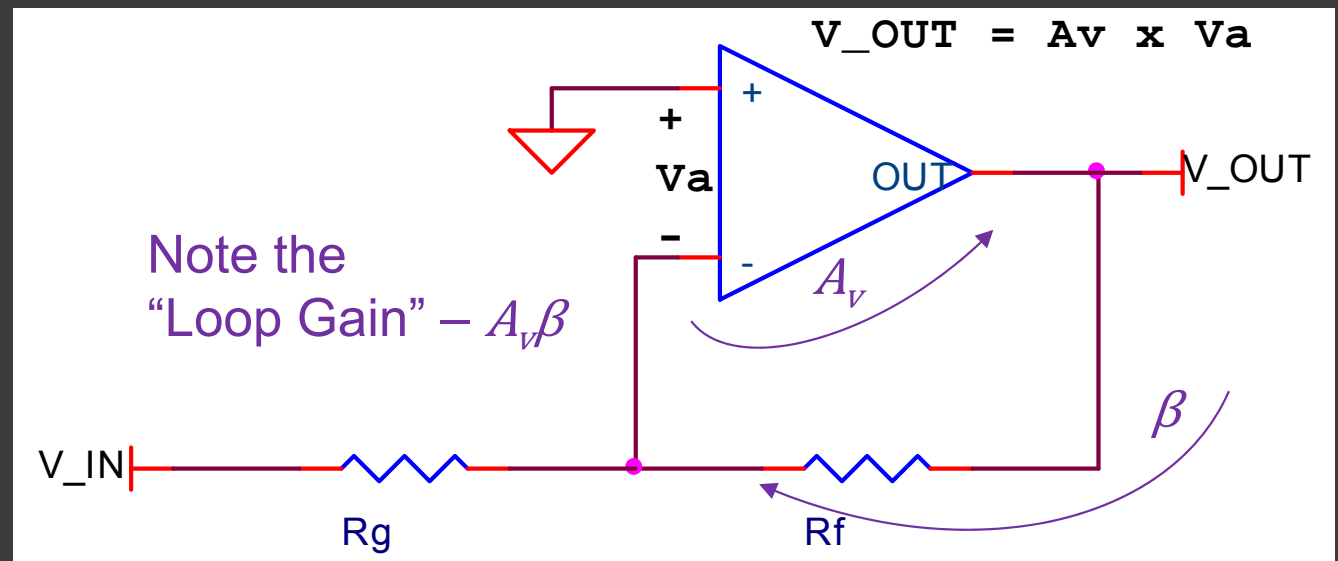 V_OUT = Av x Va
+
+
Va
OUT
V_OUT
-
-
Note the
“Loop Gain” – Aᵥβ
Aᵥ
β
V_IN
Rg
Rf